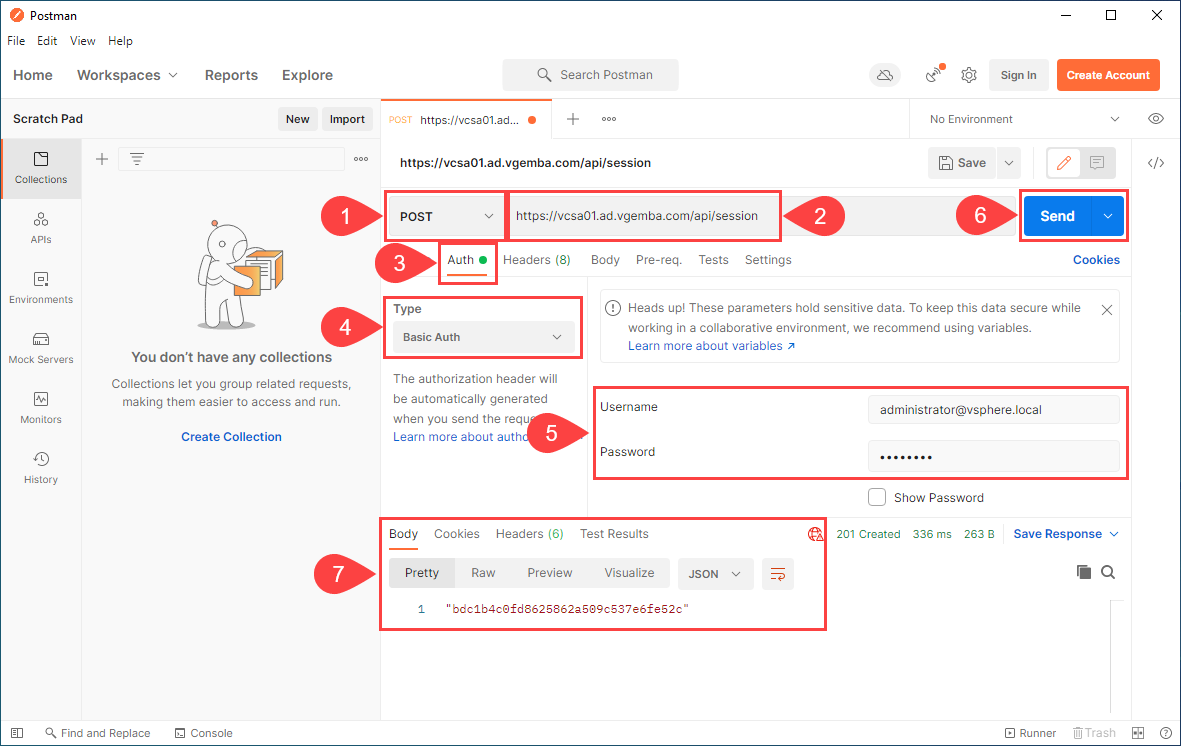 Postman
File Edit View Help
Home Workspaces Reports Explore
Search Postman
Sign In
Create Account
Scratch Pad
New
Import
POST https://vcsa01.ad...
No Environment
Collections
APIs
Environments
Mock Servers
Monitors
History
You don't have any collections
Collections let you group related requests,
making them easier to access and run.
Create Collection
https://vcsa01.ad.vgemba.com/api/session
Save
1
POST
https://vcsa01.ad.vgemba.com/api/session
2
6
Send
3
Auth Headers (8) Body Pre-req. Tests Settings
Cookies
4
Type
Basic Auth
The authorization header will
be automatically generated
when you send the reque
Learn more about autho
Heads up! These parameters hold sensitive data. To keep this data secure while
working in a collaborative environment, we recommend using variables.
Learn more about variables ↗
5
Username
administrator@vsphere.local
Password
••••••••
Show Password
7
Body Cookies Headers (6) Test Results
201 Created 336 ms 263 B
Save Response
Pretty Raw Preview Visualize
JSON
1 "bdc1b4c0fd8625862a509c537e6fe52c"
Find and Replace
Console
Runner
Trash